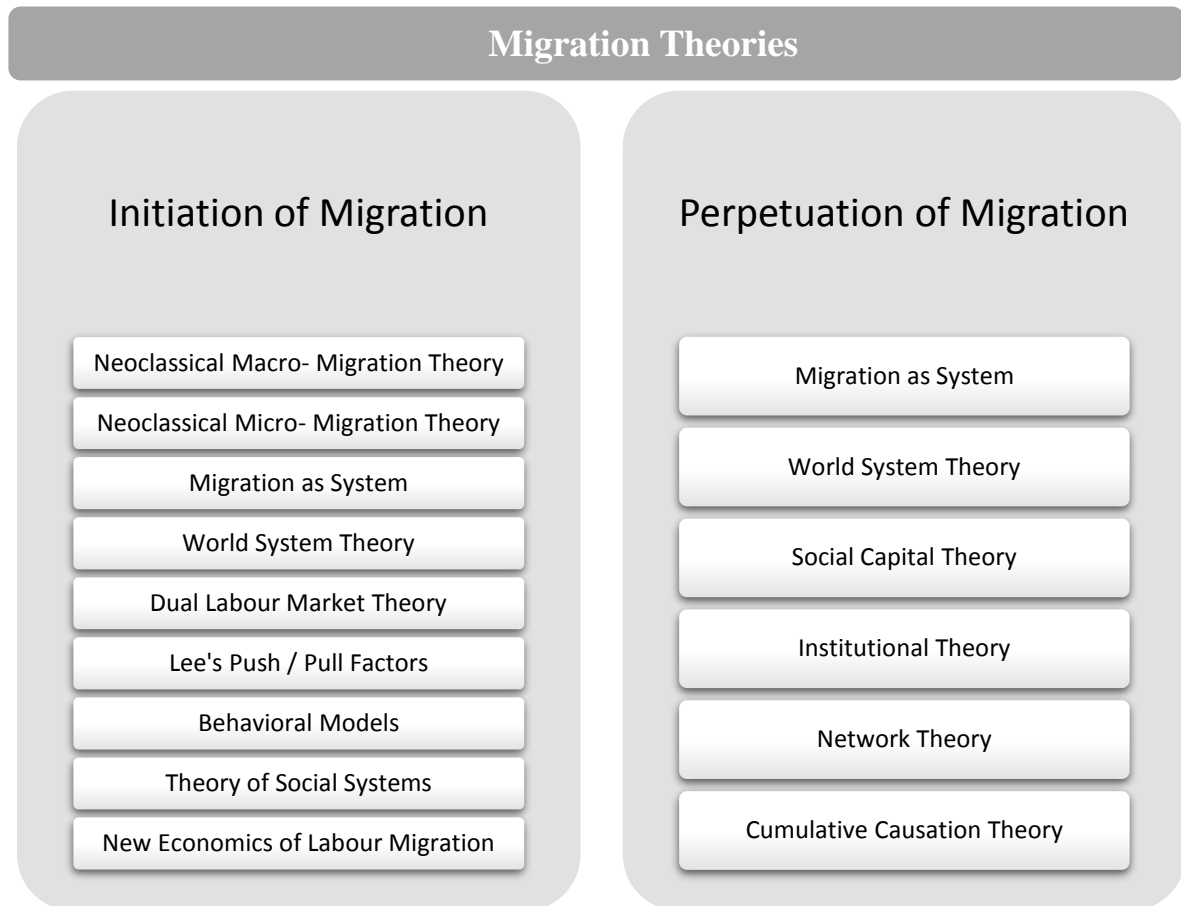 Migration Theories
Initiation of Migration
Neoclassical Macro- Migration Theory
Neoclassical Micro- Migration Theory
Migration as System
World System Theory
Dual Labour Market Theory
Lee's Push / Pull Factors
Behavioral Models
Theory of Social Systems
New Economics of Labour Migration
Perpetuation of Migration
Migration as System
World System Theory
Social Capital Theory
Institutional Theory
Network Theory
Cumulative Causation Theory